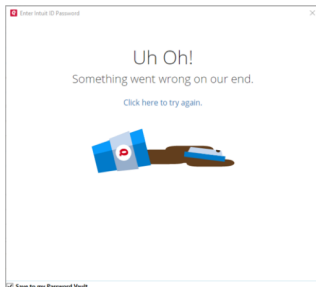 Enter Intuit ID Password
Uh Oh!
Something went wrong on our end.
Click here to try again.
Save to my Password Vault